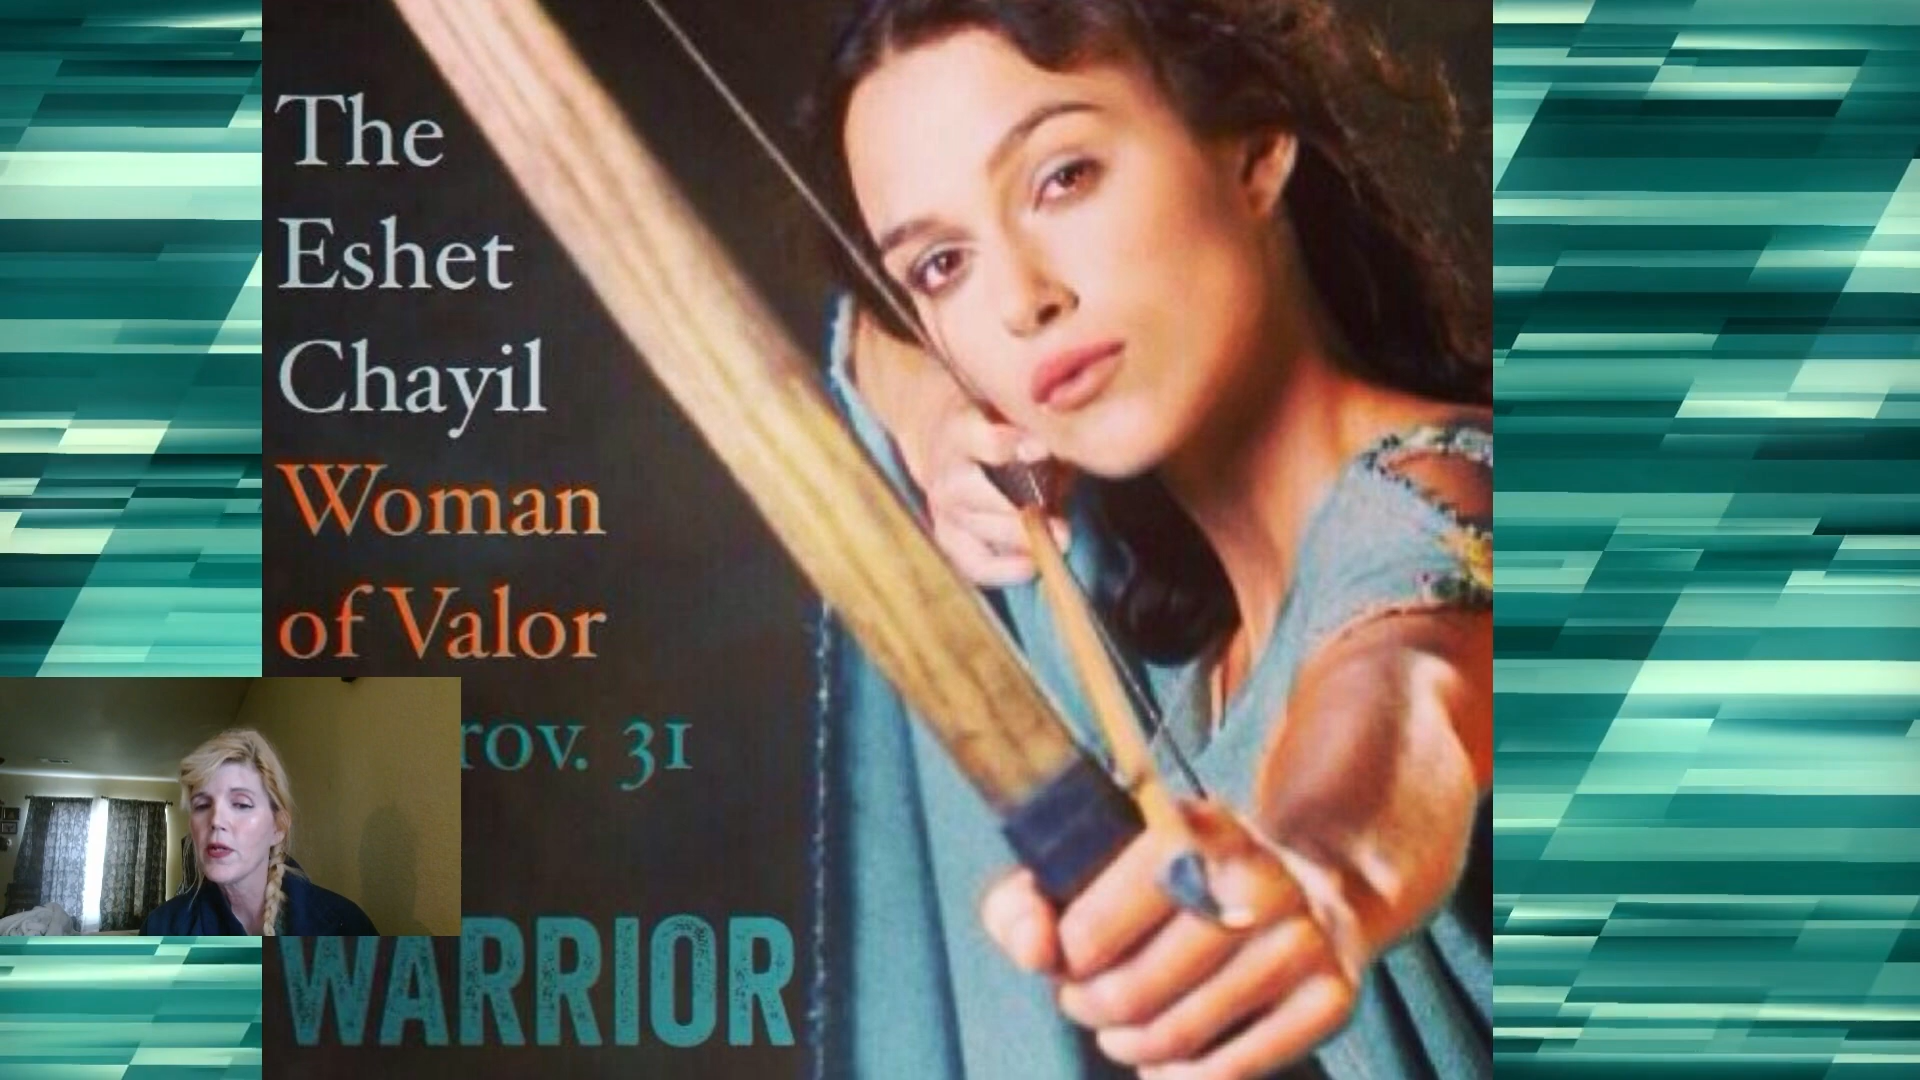 The
Eshet
Chayil
Woman
of Valor
rov. 31
WARRIOR